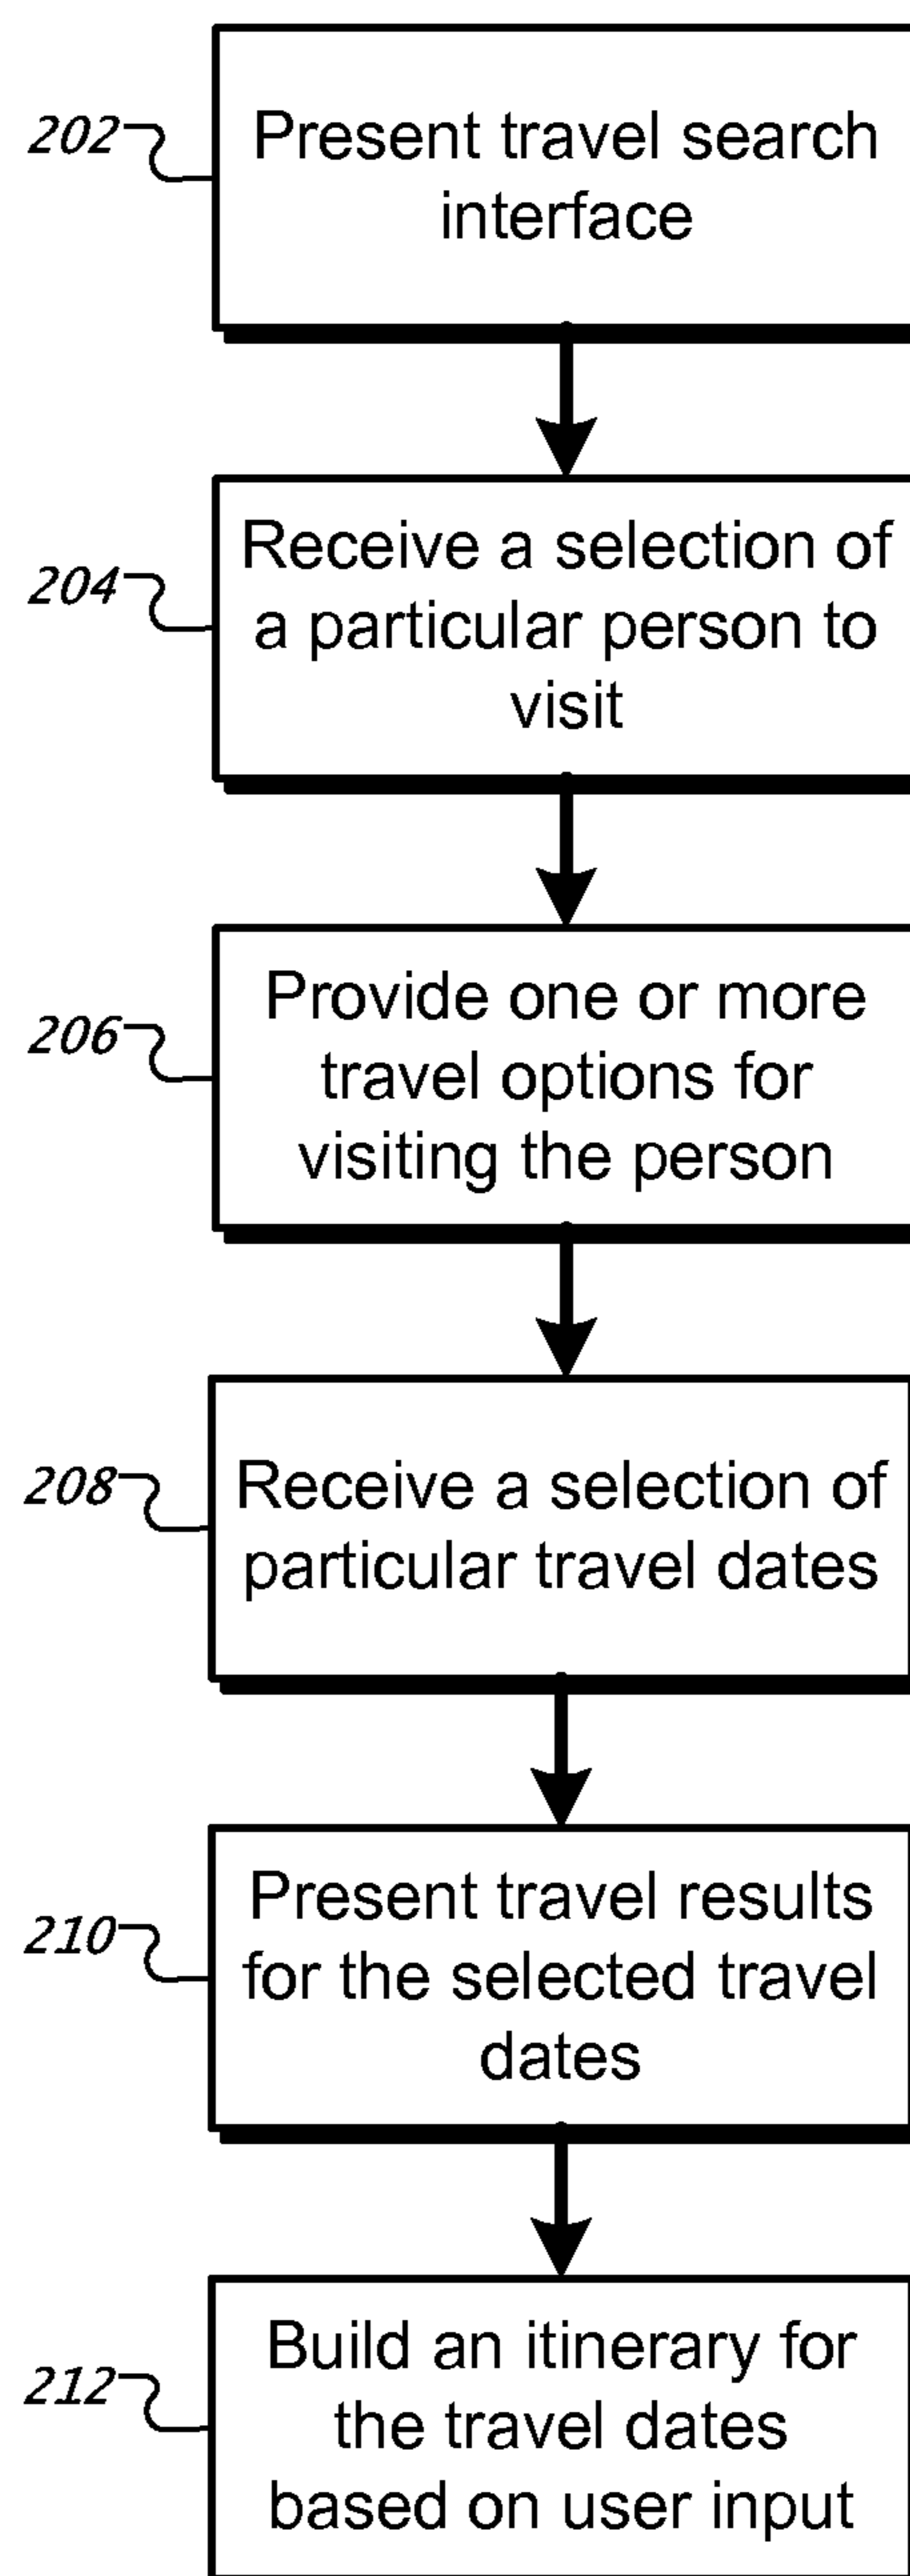 202
Present travel search
interface
204
Receive a selection of
a particular person to
visit
206
Provide one or more
travel options for
visiting the person
208
Receive a selection of
particular travel dates
210
Present travel results
for the selected travel
dates
212
Build an itinerary for
the travel dates
based on user input